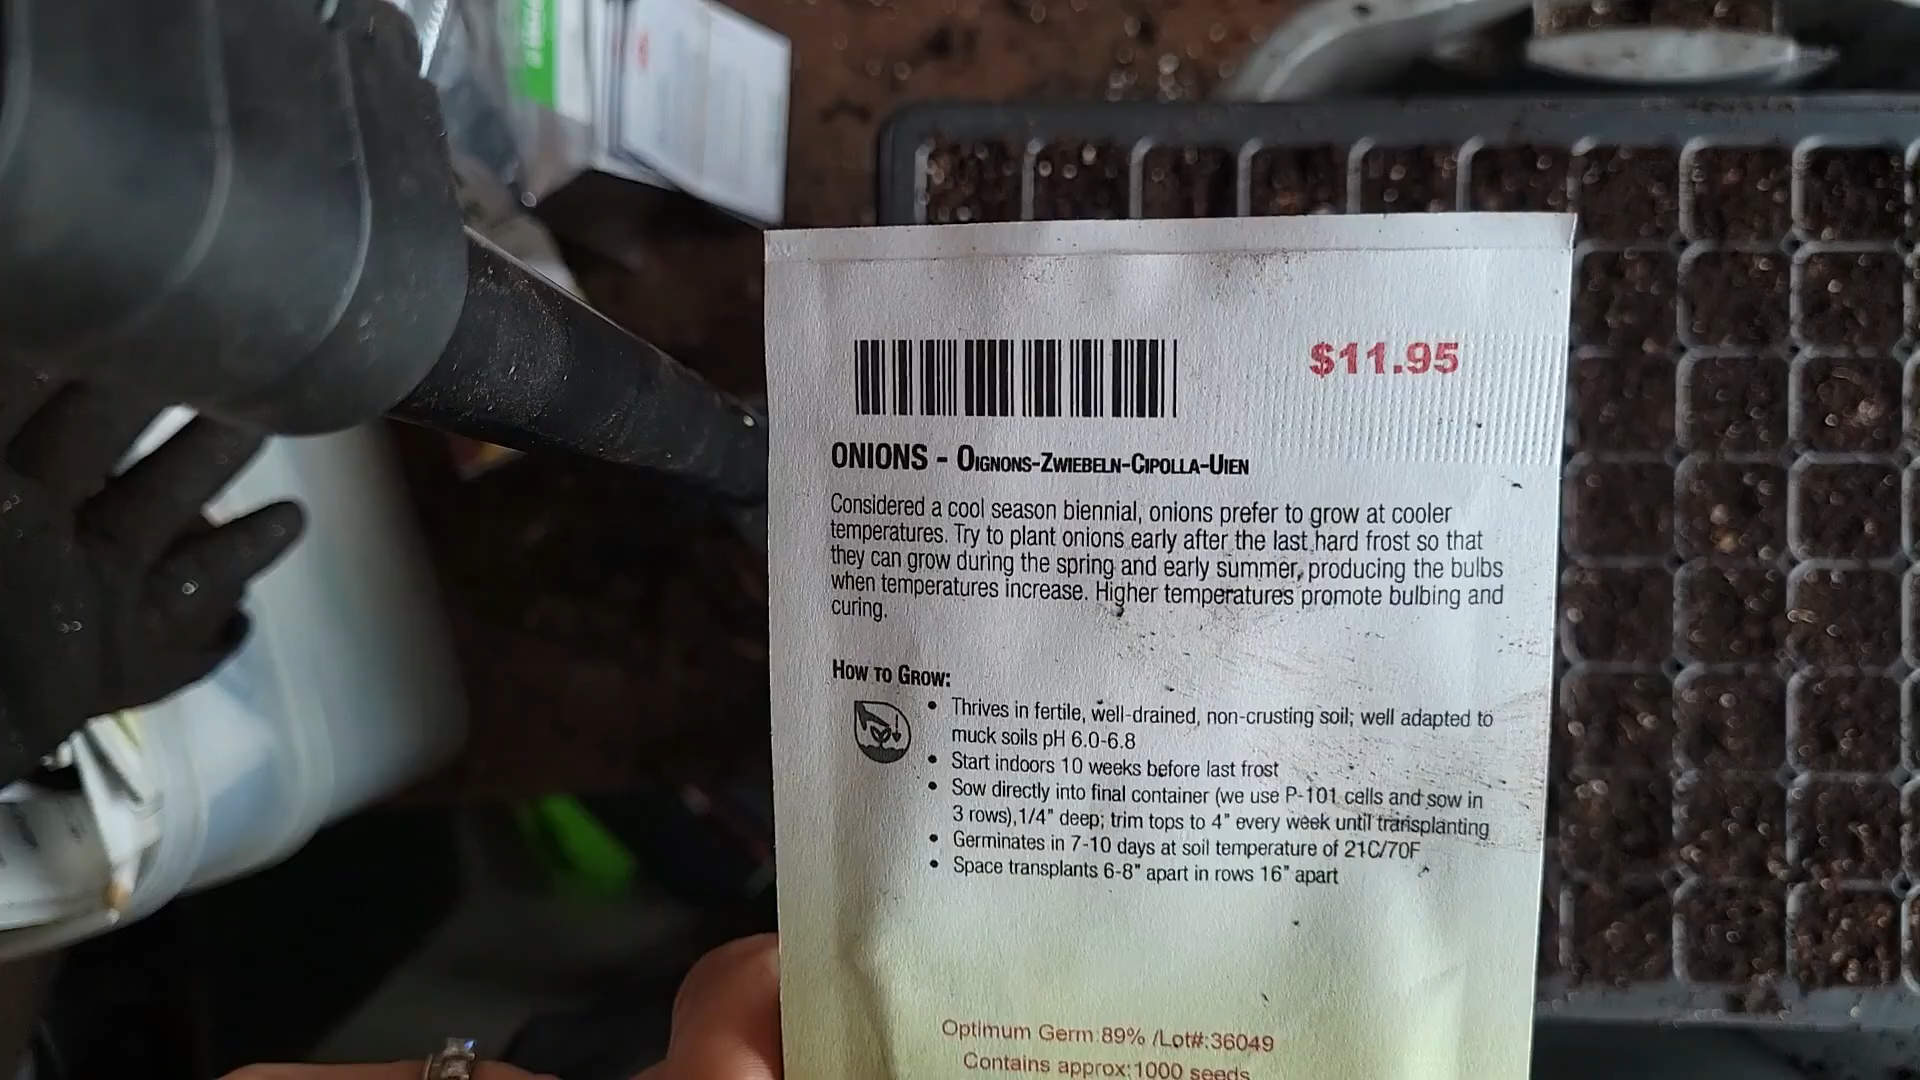 $11.95
ONIONS - OIGNONS-ZWIEBELN-CIPOLLA-UIEN
Considered a cool season biennial, onions prefer to grow at cooler
temperatures. Try to plant onions early after the last hard frost so that
they can grow during the spring and early summer, producing the bulbs
when temperatures increase. Higher temperatures promote bulbing and
curing.
HOW TO GROW:
• Thrives in fertile, well-drained, non-crusting soil; well adapted to
muck soils pH 6.0-6.8
• Start indoors 10 weeks before last frost
• Sow directly into final container (we use P-101 cells and sow in
3 rows),1/4" deep; trim tops to 4" every week until transplanting
• Germinates in 7-10 days at soil temperature of 21C/70F
• Space transplants 6-8" apart in rows 16" apart
Optimum Germ:89% /Lot#:36049
Contains approx:1000 seeds